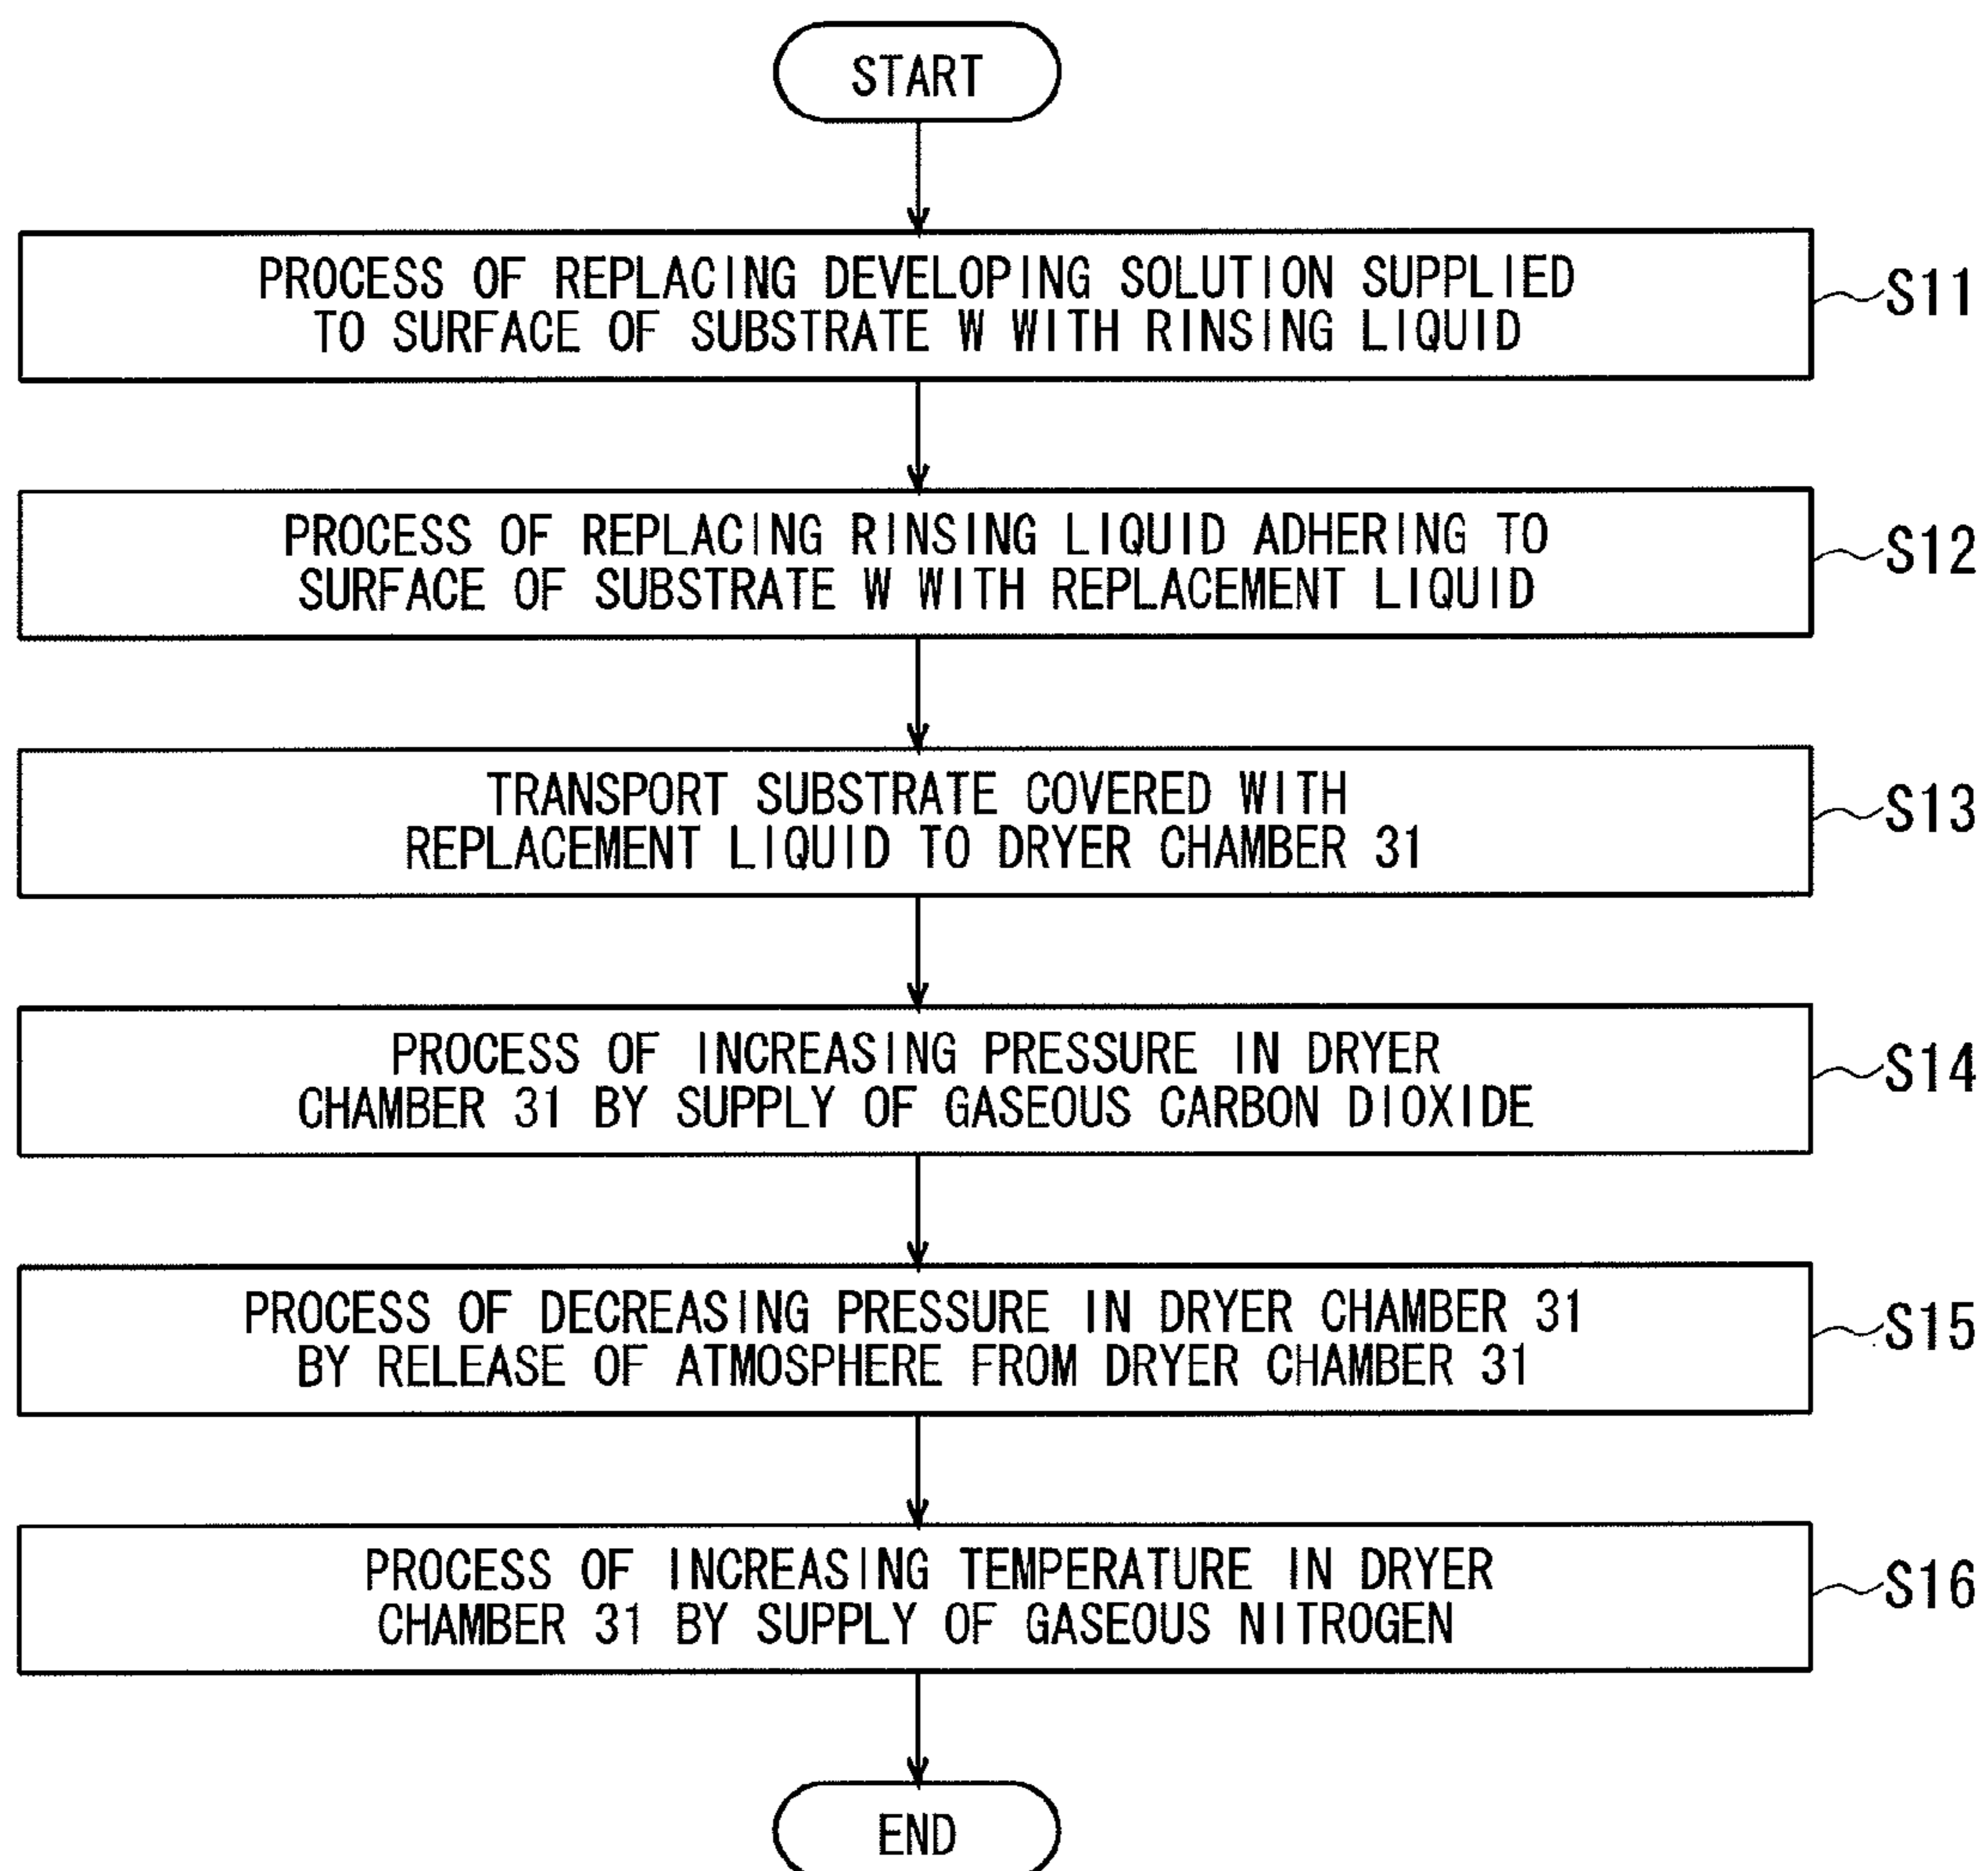 START
PROCESS OF REPLACING DEVELOPING SOLUTION SUPPLIED
TO SURFACE OF SUBSTRATE W WITH RINSING LIQUID
S11
PROCESS OF REPLACING RINSING LIQUID ADHERING TO
SURFACE OF SUBSTRATE W WITH REPLACEMENT LIQUID
S12
TRANSPORT SUBSTRATE COVERED WITH
REPLACEMENT LIQUID TO DRYER CHAMBER 31
S13
PROCESS OF INCREASING PRESSURE IN DRYER
CHAMBER 31 BY SUPPLY OF GASEOUS CARBON DIOXIDE
S14
PROCESS OF DECREASING PRESSURE IN DRYER CHAMBER 31
BY RELEASE OF ATMOSPHERE FROM DRYER CHAMBER 31
S15
PROCESS OF INCREASING TEMPERATURE IN DRYER
CHAMBER 31 BY SUPPLY OF GASEOUS NITROGEN
S16
END